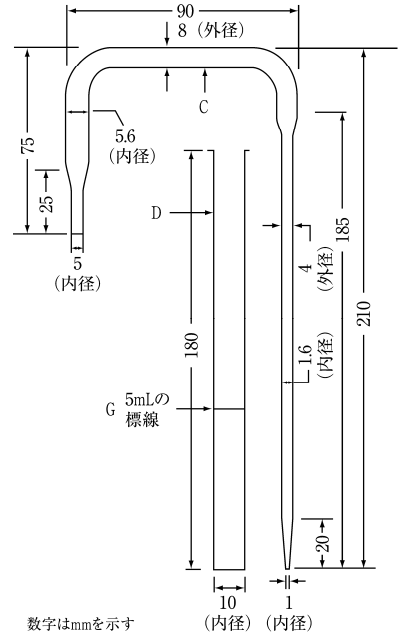 90
8（外径）
C
5.6
（内径）
75
25
5
（内径）
D
180
G
5mLの
標線
4
（外径）
185
210
1.6
（内径）
20
10
（内径）
1
（内径）
数字はmmを示す